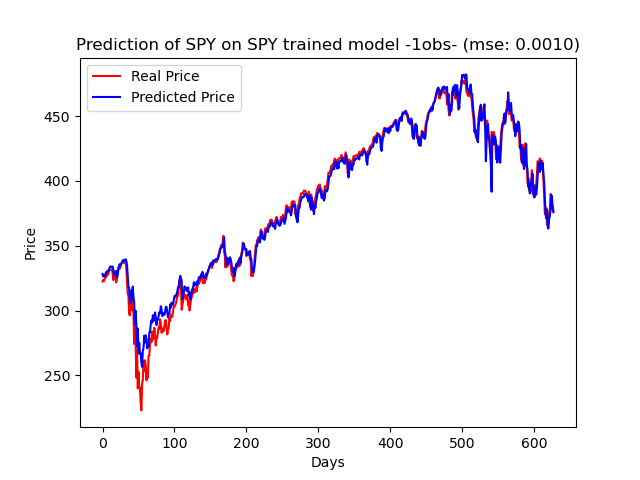 Prediction of SPY on SPY trained model -1obs- (mse: 0.0010)
Real Price
Predicted Price
450
400
350
300
250
Price
0 100 200 300 400 500 600
Days